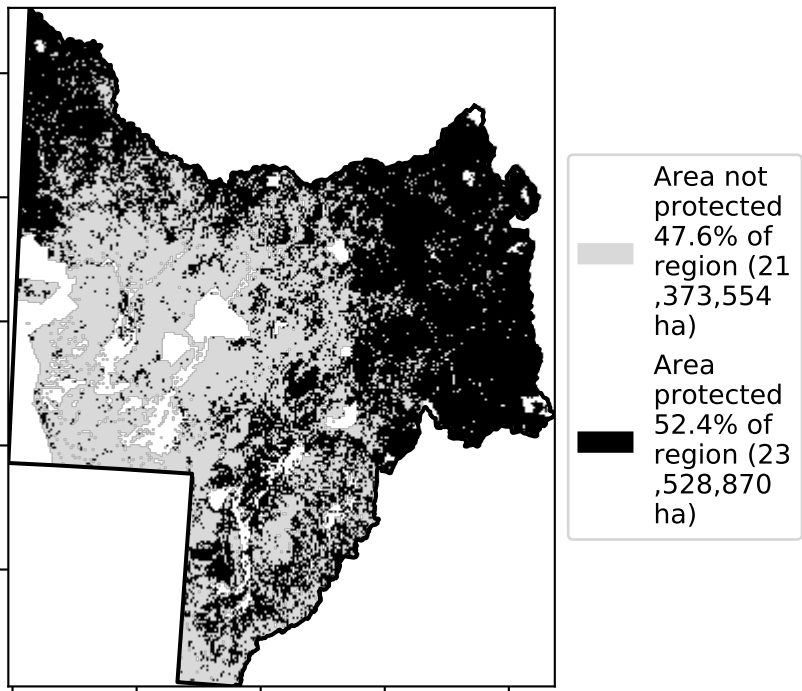 Area not
protected
47.6% of
region (21
,373,554
ha)
Area
protected
52.4% of
region (23
,528,870
ha)